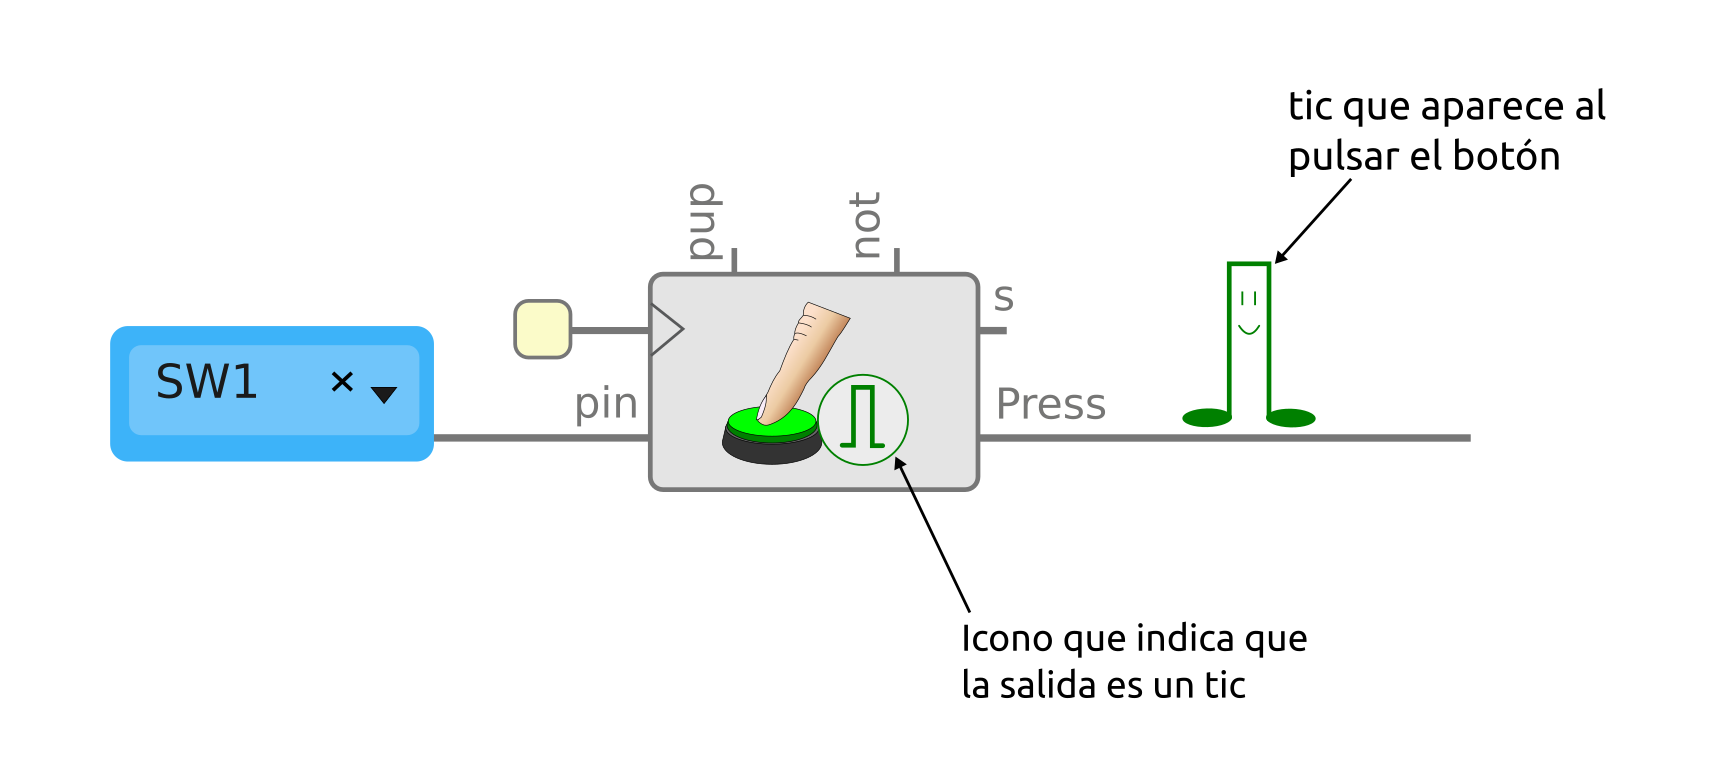 tic que aparece al
pulsar el botón
pup
not
s
SW1
pin
Press
Icono que indica que
la salida es un tic